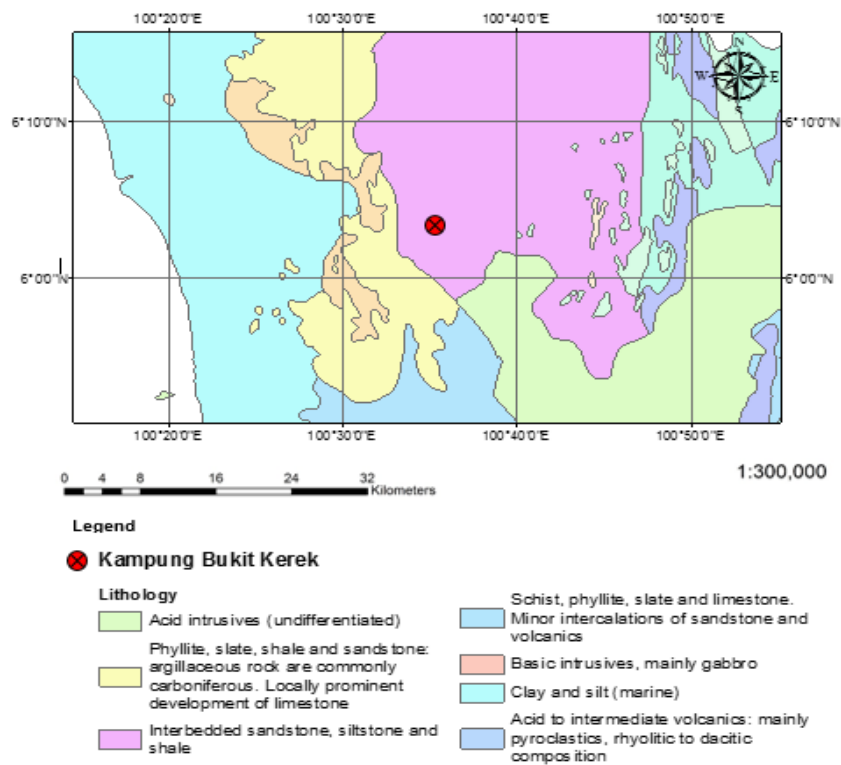 100°20'0"E 100°30'0"E 100°40'0"E 100°50'0"E
N
W E
S
6°10'0"N 6°10'0"N
6°00'N 6°00'N
100°20'0"E 100°30'0"E 100°40'0"E 100°50'0"E
0 4 8 16 24 32
Kilometers
1:300,000
Legend
Kampung Bukit Kerek
Lithology
Acid intrusives (undifferentiated)
Phyllite, slate, shale and sandstone:
argillaceous rock are commonly
carboniferous. Locally prominent
development of limestone
Interbedded sandstone, siltstone and
shale
Schist, phyllite, slate and limestone.
Minor intercalations of sandstone and
volcanics
Basic intrusives, mainly gabbro
Clay and silt (marine)
Acid to intermediate volcanics: mainly
pyroclastics, rhyolitic to dacitic
composition